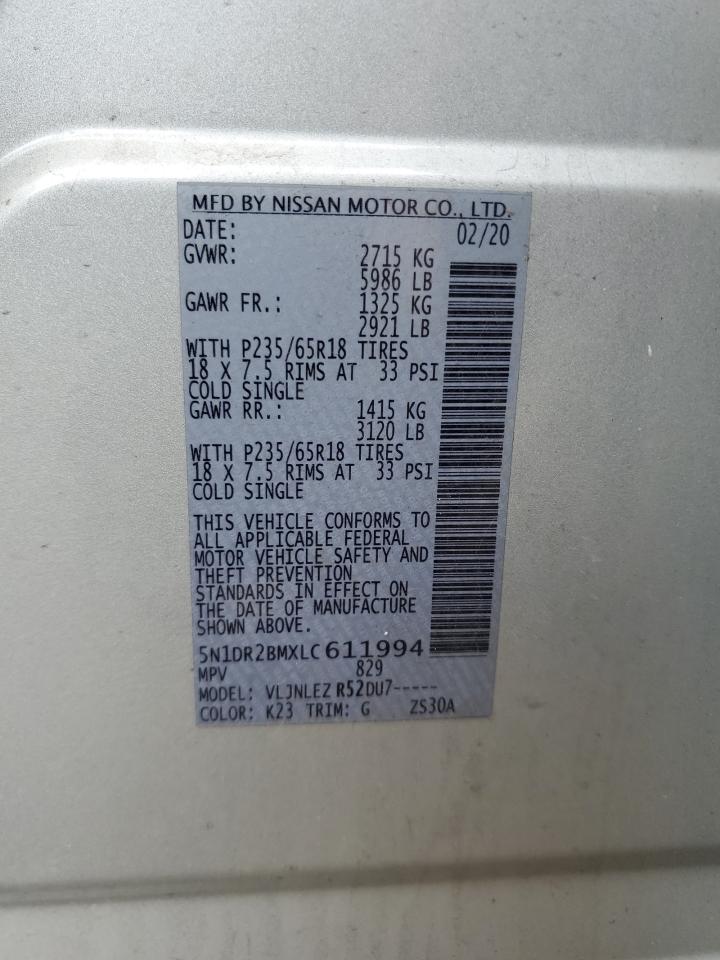 MFD BY NISSAN MOTOR CO., LTD.
DATE: 02/20
GVWR: 2715 KG
5986 LB
GAWR FR.: 1325 KG
2921 LB
WITH P235/65R18 TIRES
18 X 7.5 RIMS AT 33 PSI
COLD SINGLE
GAWR RR.: 1415 KG
3120 LB
WITH P235/65R18 TIRES
18 X 7.5 RIMS AT 33 PSI
COLD SINGLE
THIS VEHICLE CONFORMS TO
ALL APPLICABLE FEDERAL
MOTOR VEHICLE SAFETY AND
THEFT PREVENTION
STANDARDS IN EFFECT ON
THE DATE OF MANUFACTURE
SHOWN ABOVE.
5N1DR2BMXLC611994
MPV 829
MODEL: VLJNLEZ R52DU7-----
COLOR: K23 TRIM: G ZS30A